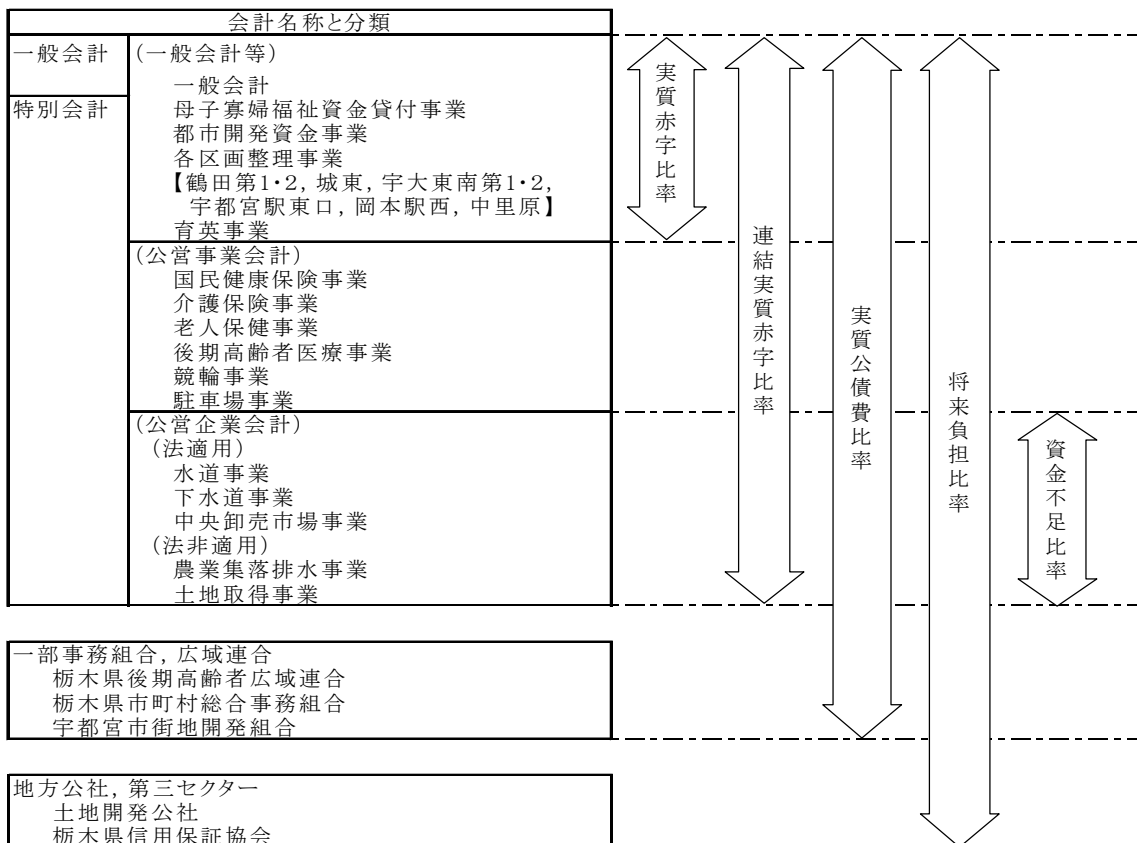 会計名称と分類
一般会計
(一般会計等)
一般会計
特別会計
母子寡婦福祉資金貸付事業
都市開発資金事業
各区画整理事業
【鶴田第1・2, 城東, 宇大東南第1・2,
宇都宮駅東口, 岡本駅西, 中里原】
育英事業
(公営事業会計)
国民健康保険事業
介護保険事業
老人保健事業
後期高齢者医療事業
競輪事業
駐車場事業
(公営企業会計)
(法適用)
水道事業
下水道事業
中央卸売市場事業
(法非適用)
農業集落排水事業
土地取得事業
一部事務組合, 広域連合
栃木県後期高齢者広域連合
栃木県市町村総合事務組合
宇都宮市街地開発組合
地方公社, 第三セクター
土地開発公社
栃木県信用保証協会
実質赤字比率
連結実質赤字比率
実質公債費比率
将来負担比率
資金不足比率